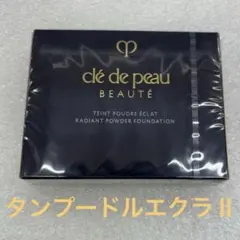 clé de peau
BEAUTÉ
TEINT POUDRE ÉCLAT
RADIANT POWDER FOUNDATION
タンプードルエクラⅡ